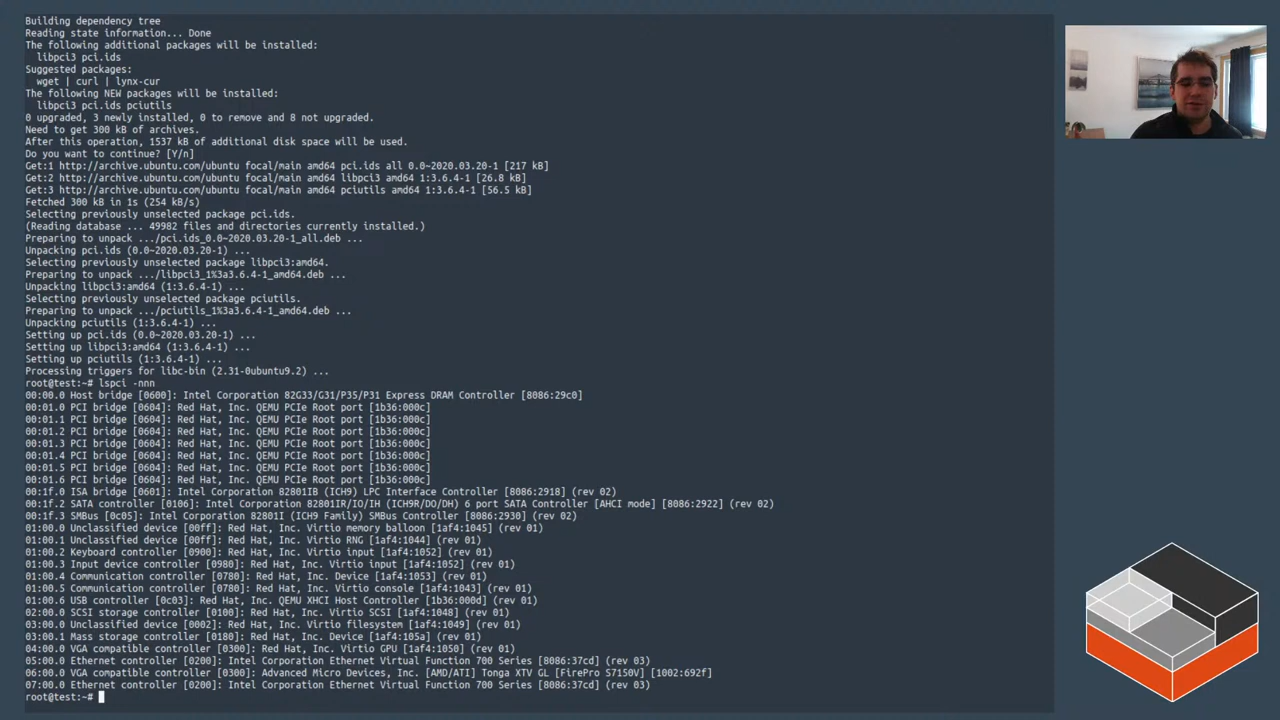 Building dependency tree
Reading state information... Done
The following additional packages will be installed:
  libpci3 pci.ids
Suggested packages:
  wget | curl | lynx-cur
The following NEW packages will be installed:
  libpci3 pci.ids pciutils
0 upgraded, 3 newly installed, 0 to remove and 8 not upgraded.
Need to get 300 kB of archives.
After this operation, 1537 kB of additional disk space will be used.
Do you want to continue? [Y/n]
Get:1 http://archive.ubuntu.com/ubuntu focal/main amd64 pci.ids all 0.0~2020.03.20-1 [217 kB]
Get:2 http://archive.ubuntu.com/ubuntu focal/main amd64 libpci3 amd64 1:3.6.4-1 [26.8 kB]
Get:3 http://archive.ubuntu.com/ubuntu focal/main amd64 pciutils amd64 1:3.6.4-1 [56.5 kB]
Fetched 300 kB in 1s (254 kB/s)
Selecting previously unselected package pci.ids.
(Reading database ... 49982 files and directories currently installed.)
Preparing to unpack .../pci.ids_0.0~2020.03.20-1_all.deb ...
Unpacking pci.ids (0.0~2020.03.20-1) ...
Selecting previously unselected package libpci3:amd64.
Preparing to unpack .../libpci3_1%3a3.6.4-1_amd64.deb ...
Unpacking libpci3:amd64 (1:3.6.4-1) ...
Selecting previously unselected package pciutils.
Preparing to unpack .../pciutils_1%3a3.6.4-1_amd64.deb ...
Unpacking pciutils (1:3.6.4-1) ...
Setting up pci.ids (0.0~2020.03.20-1) ...
Setting up libpci3:amd64 (1:3.6.4-1) ...
Setting up pciutils (1:3.6.4-1) ...
Processing triggers for libc-bin (2.31-0ubuntu9.2) ...
root@test:~# lspci -nnn
00:00.0 Host bridge [0600]: Intel Corporation 82G33/G31/P35/P31 Express DRAM Controller [8086:29c0]
00:01.0 PCI bridge [0604]: Red Hat, Inc. QEMU PCIe Root port [1b36:000c]
00:01.1 PCI bridge [0604]: Red Hat, Inc. QEMU PCIe Root port [1b36:000c]
00:01.2 PCI bridge [0604]: Red Hat, Inc. QEMU PCIe Root port [1b36:000c]
00:01.3 PCI bridge [0604]: Red Hat, Inc. QEMU PCIe Root port [1b36:000c]
00:01.4 PCI bridge [0604]: Red Hat, Inc. QEMU PCIe Root port [1b36:000c]
00:01.5 PCI bridge [0604]: Red Hat, Inc. QEMU PCIe Root port [1b36:000c]
00:01.6 PCI bridge [0604]: Red Hat, Inc. QEMU PCIe Root port [1b36:000c]
00:1f.0 ISA bridge [0601]: Intel Corporation 82801IB (ICH9) LPC Interface Controller [8086:2918] (rev 02)
00:1f.2 SATA controller [0106]: Intel Corporation 82801IR/IO/IH (ICH9R/DO/DH) 6 port SATA Controller [AHCI mode] [8086:2922] (rev 02)
00:1f.3 SMBus [0c05]: Intel Corporation 82801I (ICH9 Family) SMBus Controller [8086:2930] (rev 02)
01:00.0 Unclassified device [00ff]: Red Hat, Inc. Virtio memory balloon [1af4:1045] (rev 01)
01:00.1 Unclassified device [00ff]: Red Hat, Inc. Virtio RNG [1af4:1044] (rev 01)
01:00.2 Keyboard controller [0900]: Red Hat, Inc. Virtio input [1af4:1052] (rev 01)
01:00.3 Input device controller [0980]: Red Hat, Inc. Virtio input [1af4:1052] (rev 01)
01:00.4 Communication controller [0780]: Red Hat, Inc. Device [1af4:1053] (rev 01)
01:00.5 Communication controller [0780]: Red Hat, Inc. Virtio console [1af4:1043] (rev 01)
01:00.6 USB controller [0c03]: Red Hat, Inc. QEMU XHCI Host Controller [1b36:000d] (rev 01)
02:00.0 SCSI storage controller [0100]: Red Hat, Inc. Virtio SCSI [1af4:1048] (rev 01)
03:00.0 Unclassified device [0002]: Red Hat, Inc. Virtio filesystem [1af4:1049] (rev 01)
03:00.1 Mass storage controller [0180]: Red Hat, Inc. Device [1af4:105a] (rev 01)
04:00.0 VGA compatible controller [0300]: Red Hat, Inc. Virtio GPU [1af4:1050] (rev 01)
05:00.0 Ethernet controller [0200]: Intel Corporation Ethernet Virtual Function 700 Series [8086:37cd] (rev 03)
06:00.0 VGA compatible controller [0300]: Advanced Micro Devices, Inc. [AMD/ATI] Tonga XTV GL [FirePro S7150V] [1002:692f]
07:00.0 Ethernet controller [0200]: Intel Corporation Ethernet Virtual Function 700 Series [8086:37cd] (rev 03)
root@test:~#